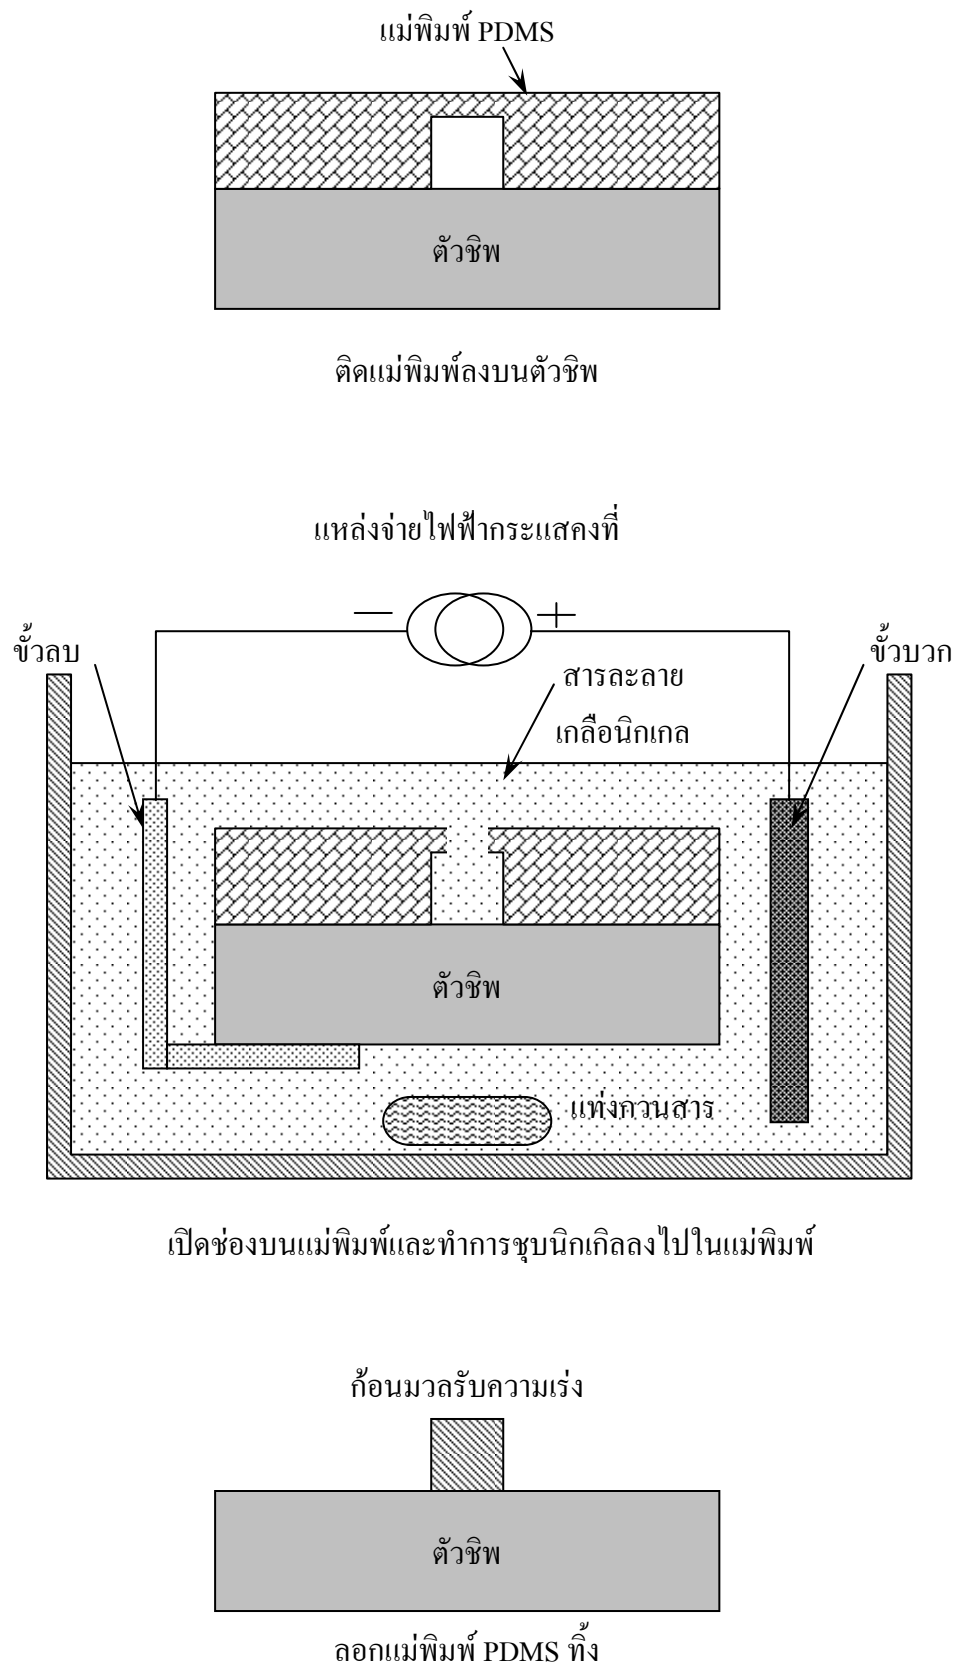 แม่พิมพ์ PDMS
ตัวชิพ
ติดแม่พิมพ์ลงบนตัวชิพ
แหล่งจ่ายไฟฟ้ากระแสคงที่
ขั้วลบ
ขั้วบวก
สารละลาย
เกลือนิกเกล
ตัวชิพ
แท่งกวนสาร
เปิดช่องบนแม่พิมพ์และทำการชุบนิกเกิลลงไปในแม่พิมพ์
ก้อนมวลรับความเร่ง
ตัวชิพ
ลอกแม่พิมพ์ PDMS ทิ้ง